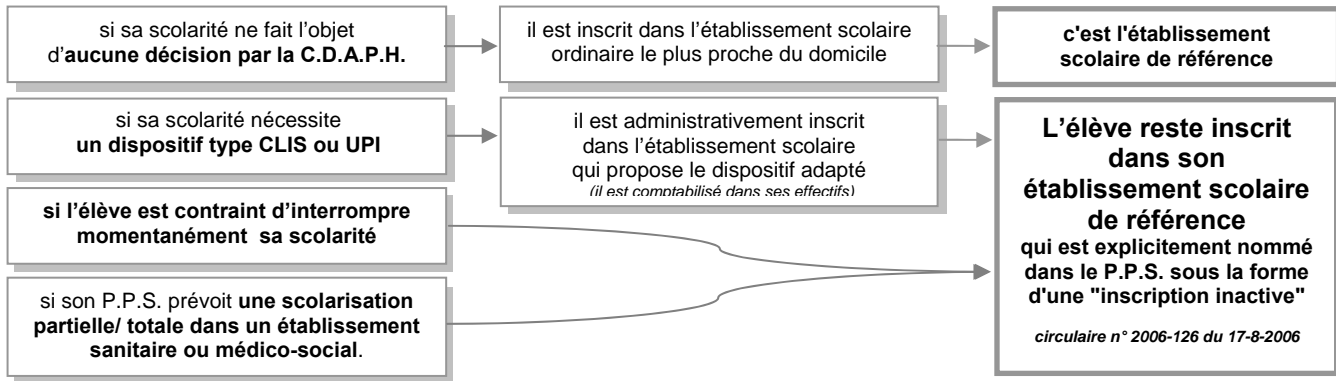 si sa scolarité ne fait l'objet
d'aucune décision par la C.D.A.P.H.
il est inscrit dans l'établissement scolaire
ordinaire le plus proche du domicile
c'est l'établissement
scolaire de référence
si sa scolarité nécessite
un dispositif type CLIS ou UPI
il est administrativement inscrit
dans l'établissement scolaire
qui propose le dispositif adapté
(il est comptabilisé dans ses effectifs)
L'élève reste inscrit
dans son
établissement scolaire
de référence
qui est explicitement nommé
dans le P.P.S. sous la forme
d'une "inscription inactive"
circulaire n° 2006-126 du 17-8-2006
si l'élève est contraint d'interrompre
momentanément sa scolarité
si son P.P.S. prévoit une scolarisation
partielle/ totale dans un établissement
sanitaire ou médico-social.